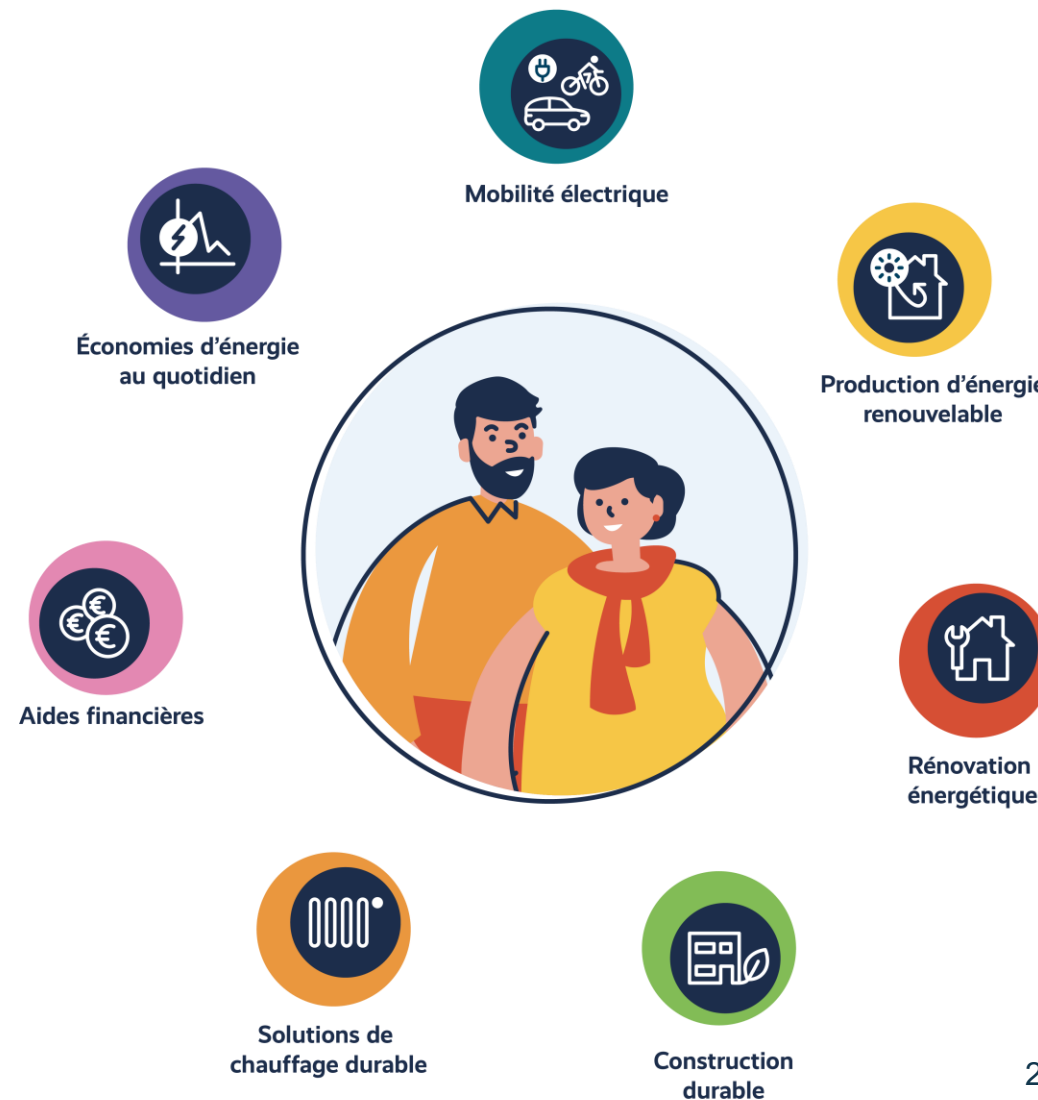 Mobilité électrique
Économies d'énergie
au quotidien
Production d'énergie
renouvelable
Aides financières
Rénovation
énergétique
Solutions de
chauffage durable
Construction
durable
2